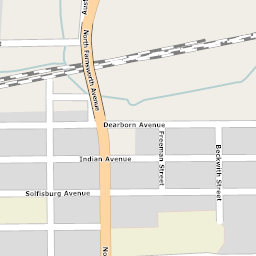 North Farnsworth Avenue
Dearborn Avenue
Freeman Street
Beckwith Street
Indian Avenue
Solfisburg Avenue